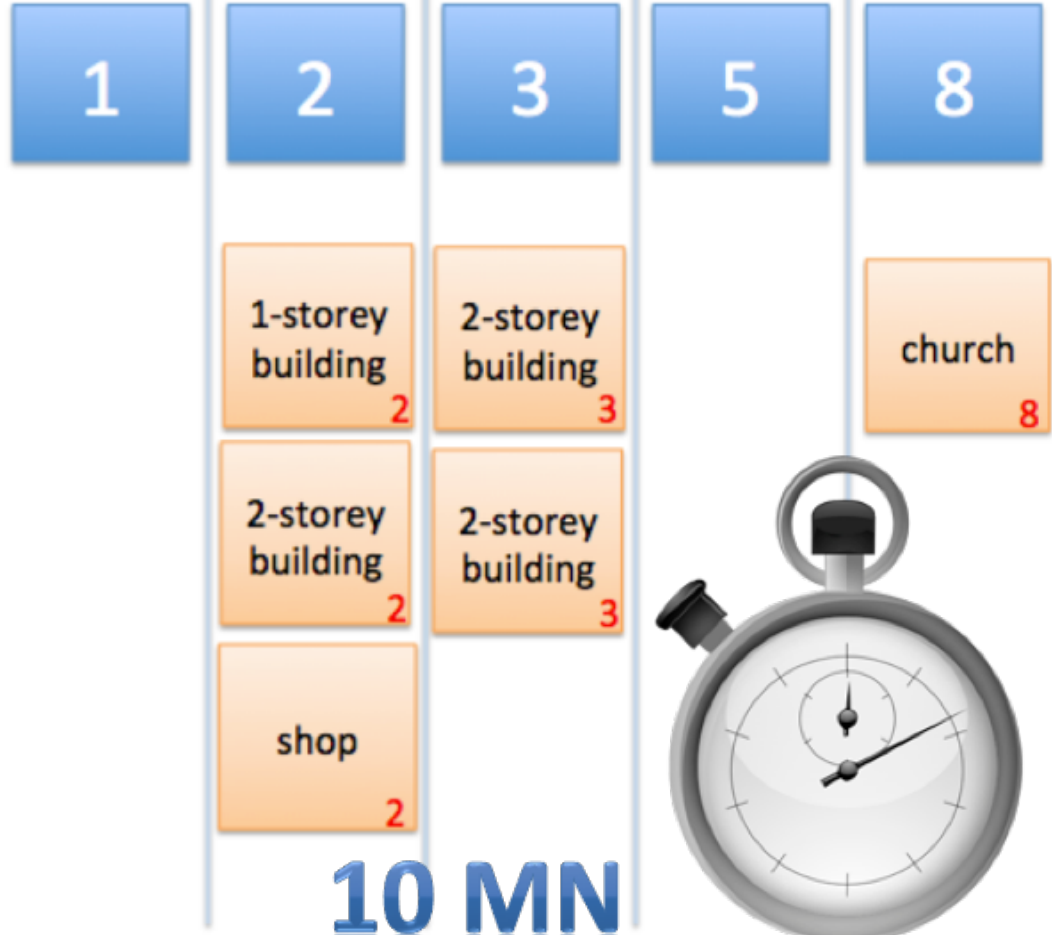 1 2 3 5 8
1-storey
building
2
2-storey
building
3
church
8
2-storey
building
2
2-storey
building
3
shop
2
10 MN